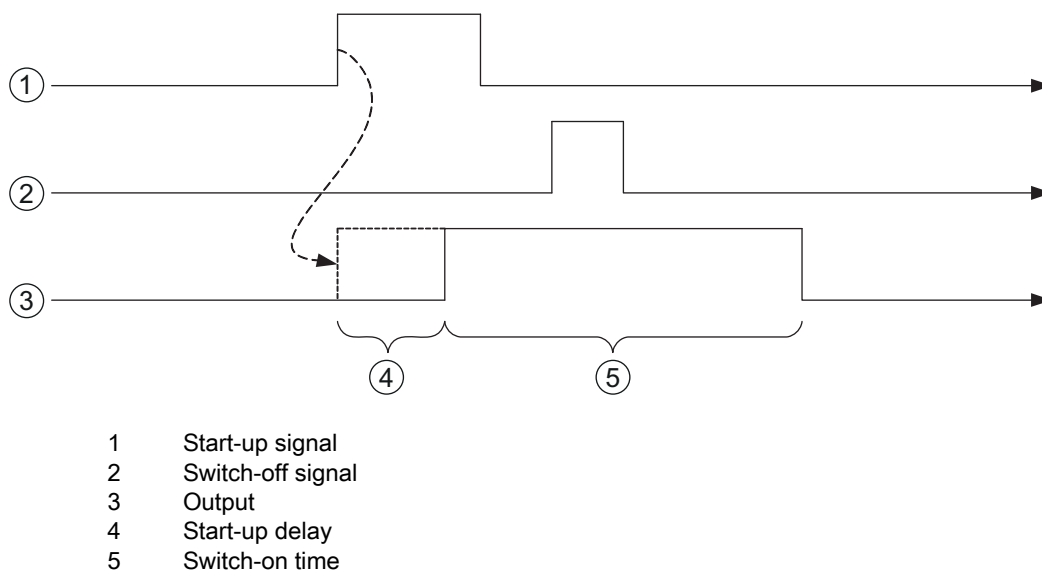 1
2
3
4 5
1 Start-up signal
2 Switch-off signal
3 Output
4 Start-up delay
5 Switch-on time